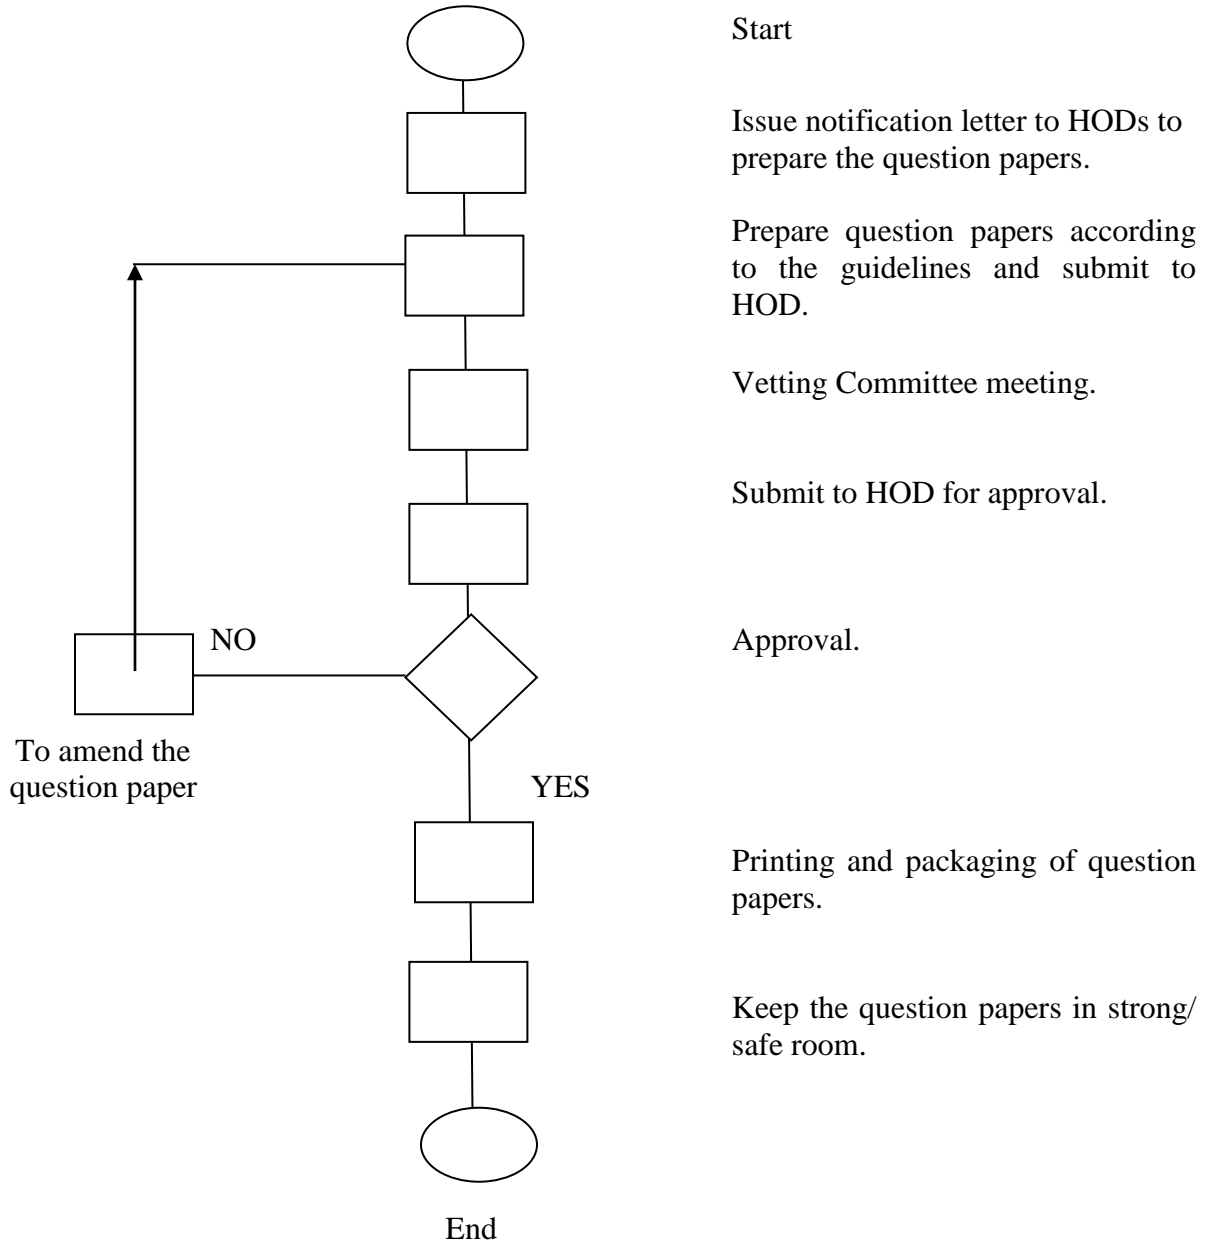 Start
Issue notification letter to HODs to
prepare the question papers.
Prepare question papers according
to the guidelines and submit to
HOD.
Vetting Committee meeting.
Submit to HOD for approval.
NO
Approval.
To amend the
question paper
YES
Printing and packaging of question
papers.
Keep the question papers in strong/
safe room.
End